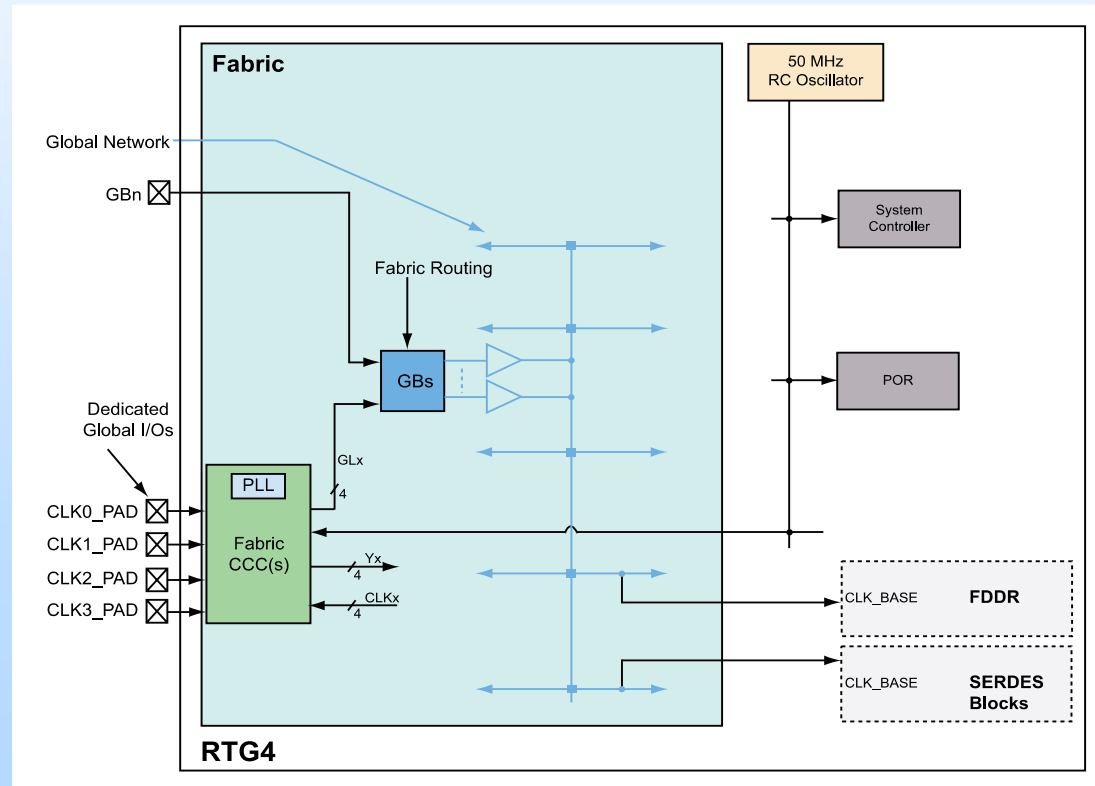 Fabric
50 MHz
RC Oscillator
Global Network
GBn
System
Controller
Fabric Routing
GBs
POR
Dedicated
Global I/Os
GLx
4
PLL
CLK0_PAD
CLK1_PAD
CLK2_PAD
CLK3_PAD
Fabric
CCC(s)
Yx
4
CLKx
4
CLK_BASE
FDDR
CLK_BASE
SERDES
Blocks
RTG4